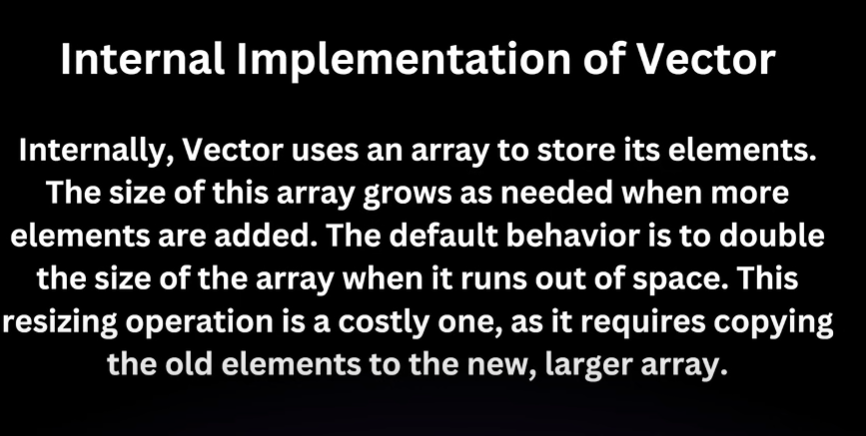 Internal Implementation of Vector
Internally, Vector uses an array to store its elements.
The size of this array grows as needed when more
elements are added. The default behavior is to double
the size of the array when it runs out of space. This
resizing operation is a costly one, as it requires copying
the old elements to the new, larger array.